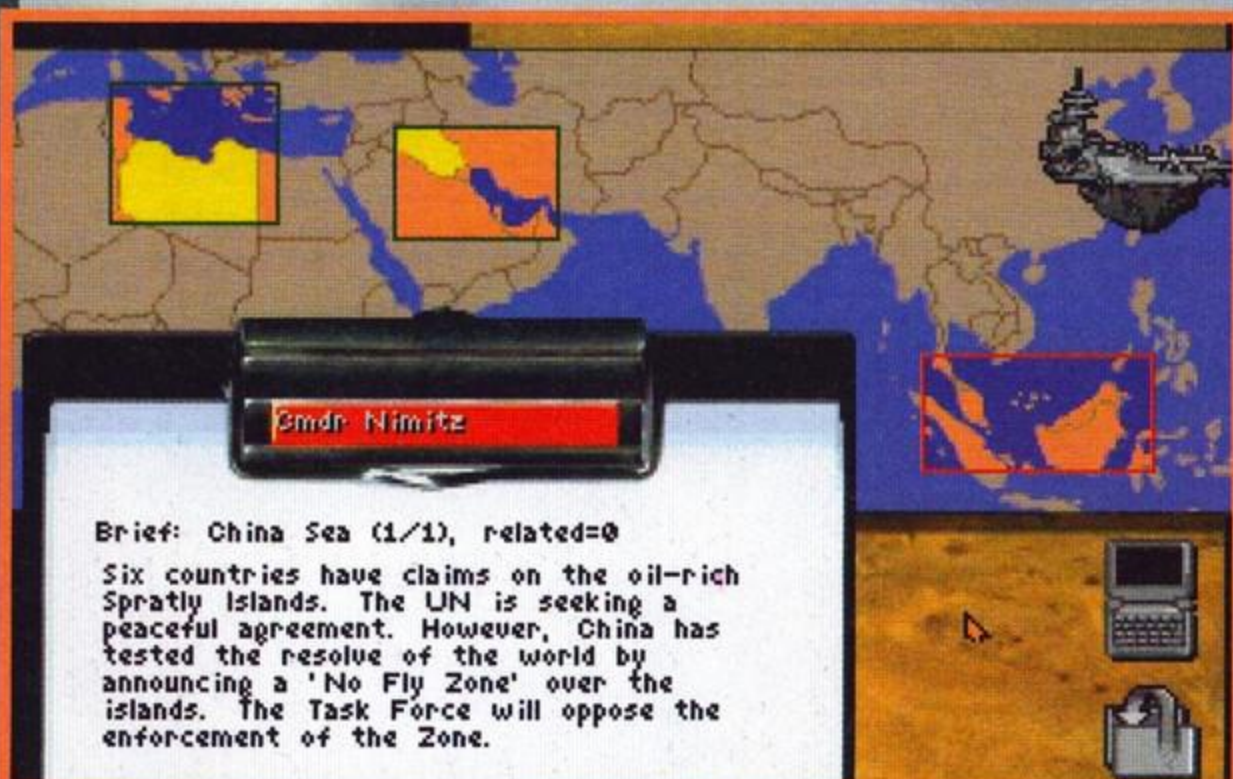 Cmdr Nimitz
Brief: China Sea (1/1), related=0
Six countries have claims on the oil-rich
Spratly Islands. The UN is seeking a
peaceful agreement. However, China has
tested the resolve of the world by
announcing a 'No Fly Zone' over the
islands. The Task Force will oppose the
enforcement of the Zone.